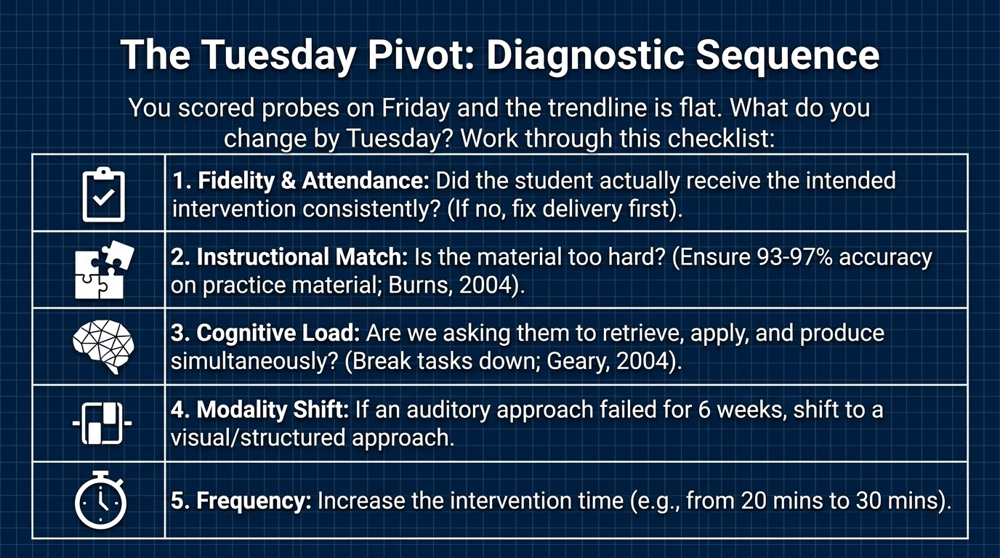 The Tuesday Pivot: Diagnostic Sequence
You scored probes on Friday and the trendline is flat. What do you
change by Tuesday? Work through this checklist:
1. Fidelity & Attendance: Did the student actually receive the intended
intervention consistently? (If no, fix delivery first).
2. Instructional Match: Is the material too hard? (Ensure 93-97% accuracy
on practice material; Burns, 2004).
3. Cognitive Load: Are we asking them to retrieve, apply, and produce
simultaneously? (Break tasks down; Geary, 2004).
4. Modality Shift: If an auditory approach failed for 6 weeks, shift to a
visual/structured approach.
5. Frequency: Increase the intervention time (e.g., from 20 mins to 30 mins).